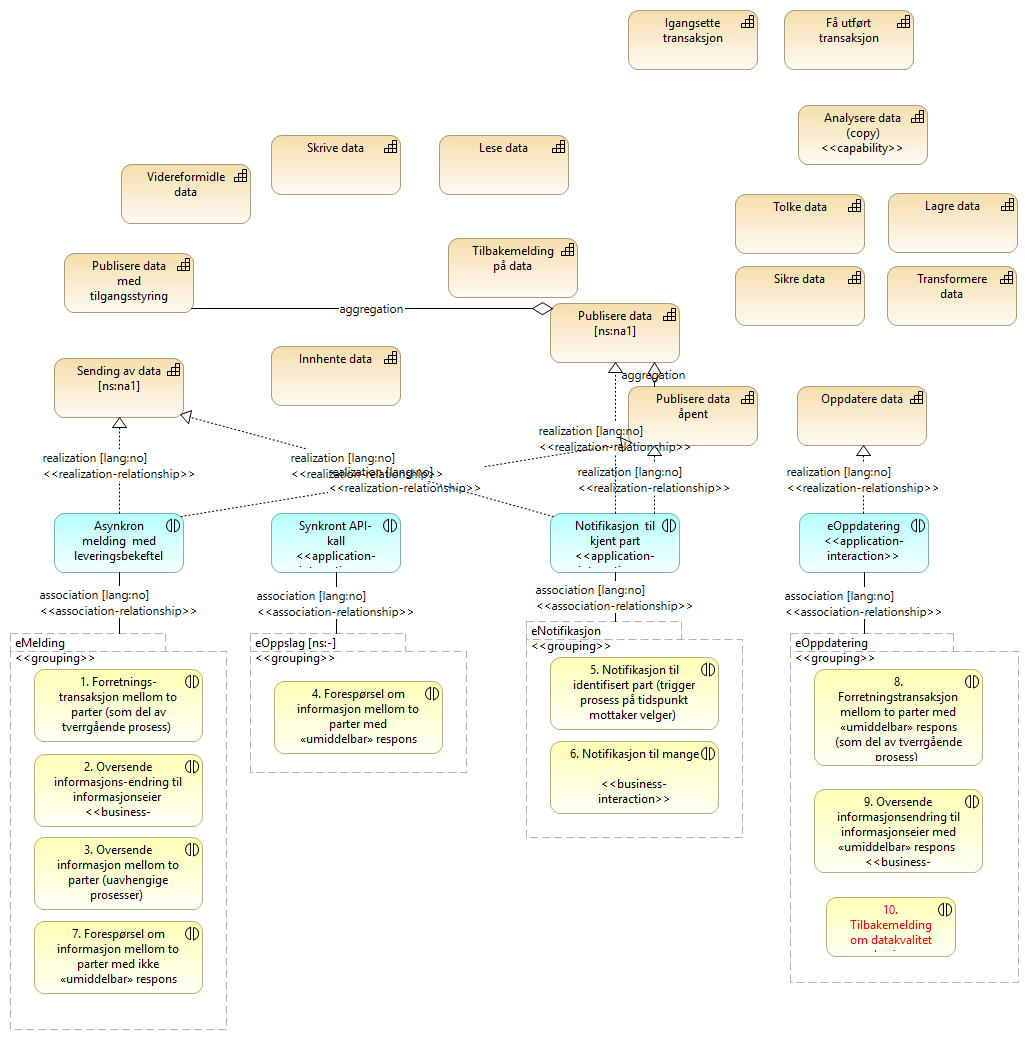 Igangsette
transaksjon
Få utført
transaksjon
Analysere data
(copy)
<<capability>>
Skrive data
Lese data
Videreformidle
data
Tolke data
Lagre data
Publisere data
med
tilgangsstyring
Tilbakemelding
på data
Sikre data
Transformere
data
aggregation
Publisere data
[ns:na1]
Sending av data
[ns:na1]
Innhente data
aggregation
Publisere data
åpent
Oppdatere data
realization [lang:no]
<<realization-relationship>>
realization [lang:no]
<<realization-relationship>>
realization [lang:no]
<<realization-relationship>>
realization [lang:no]
<<realization-relationship>>
realization [lang:no]
<<realization-relationship>>
realization [lang:no]
<<realization-relationship>>
Asynkron
melding med
leveringsbekeftel
Synkront API-
kall
<<application-
Notifikasjon til
kjent part
<<application-
eOppdatering
<<application-
interaction>>
association [lang:no]
<<association-relationship>>
association [lang:no]
<<association-relationship>>
association [lang:no]
<<association-relationship>>
association [lang:no]
<<association-relationship>>
eMelding
<<grouping>>
1. Forretnings-
transaksjon mellom to
parter (som del av
tverrgående prosess)
2. Oversende
informasjons-endring til
informasjonseier
<<business-
3. Oversende
informasjon mellom to
parter (uavhengige
prosesser)
7. Forespørsel om
informasjon mellom to
parter med ikke
«umiddelbar» respons
eOppslag [ns:-]
<<grouping>>
4. Forespørsel om
informasjon mellom to
parter med
«umiddelbar» respons
eNotifikasjon
<<grouping>>
5. Notifikasjon til
identifisert part (trigger
prosess på tidspunkt
mottaker velger)
6. Notifikasjon til mange
<<business-
interaction>>
eOppdatering
<<grouping>>
8.
Forretningstransaksjon
mellom to parter med
«umiddelbar» respons
(som del av tverrgående
prosess)
9. Oversende
informasjonsendring til
informasjonseier med
«umiddelbar» respons
<<business-
10.
Tilbakemelding
om datakvalitet